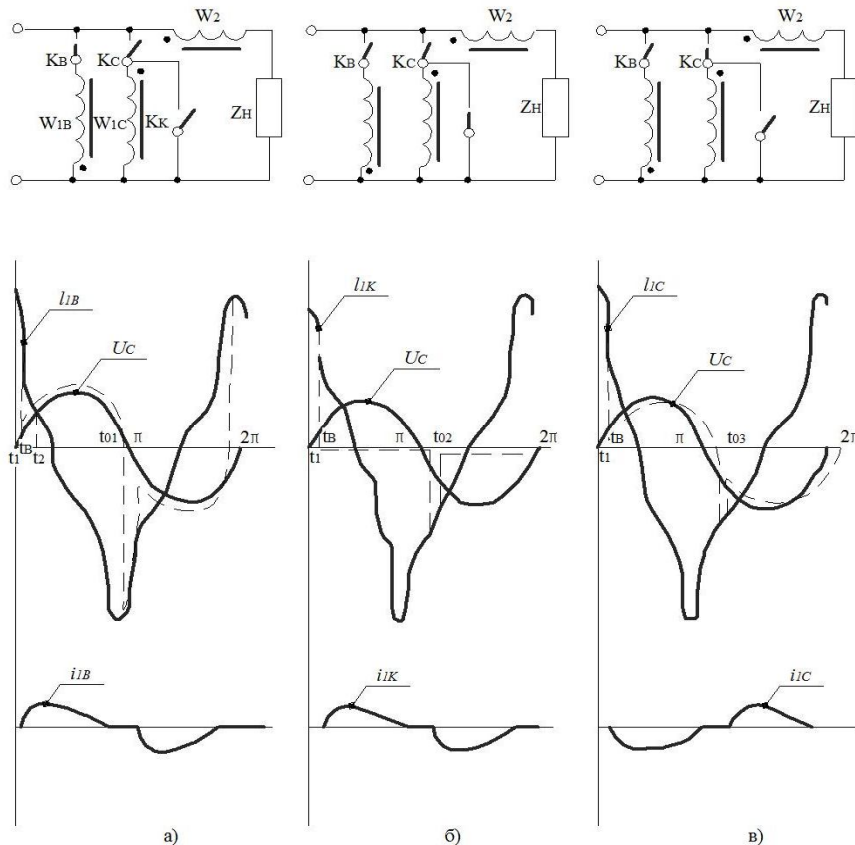 W2
KB
KC
W1B
W1C
KK
ZH
W2
KB
KC
ZH
W2
KB
KC
ZH
l1B
UC
t1
tB
t2
t01
π
2π
i1B
а)
l1K
UC
t1
tB
π
t02
2π
i1K
б)
l1C
UC
t1
tB
π
t03
2π
i1C
в)